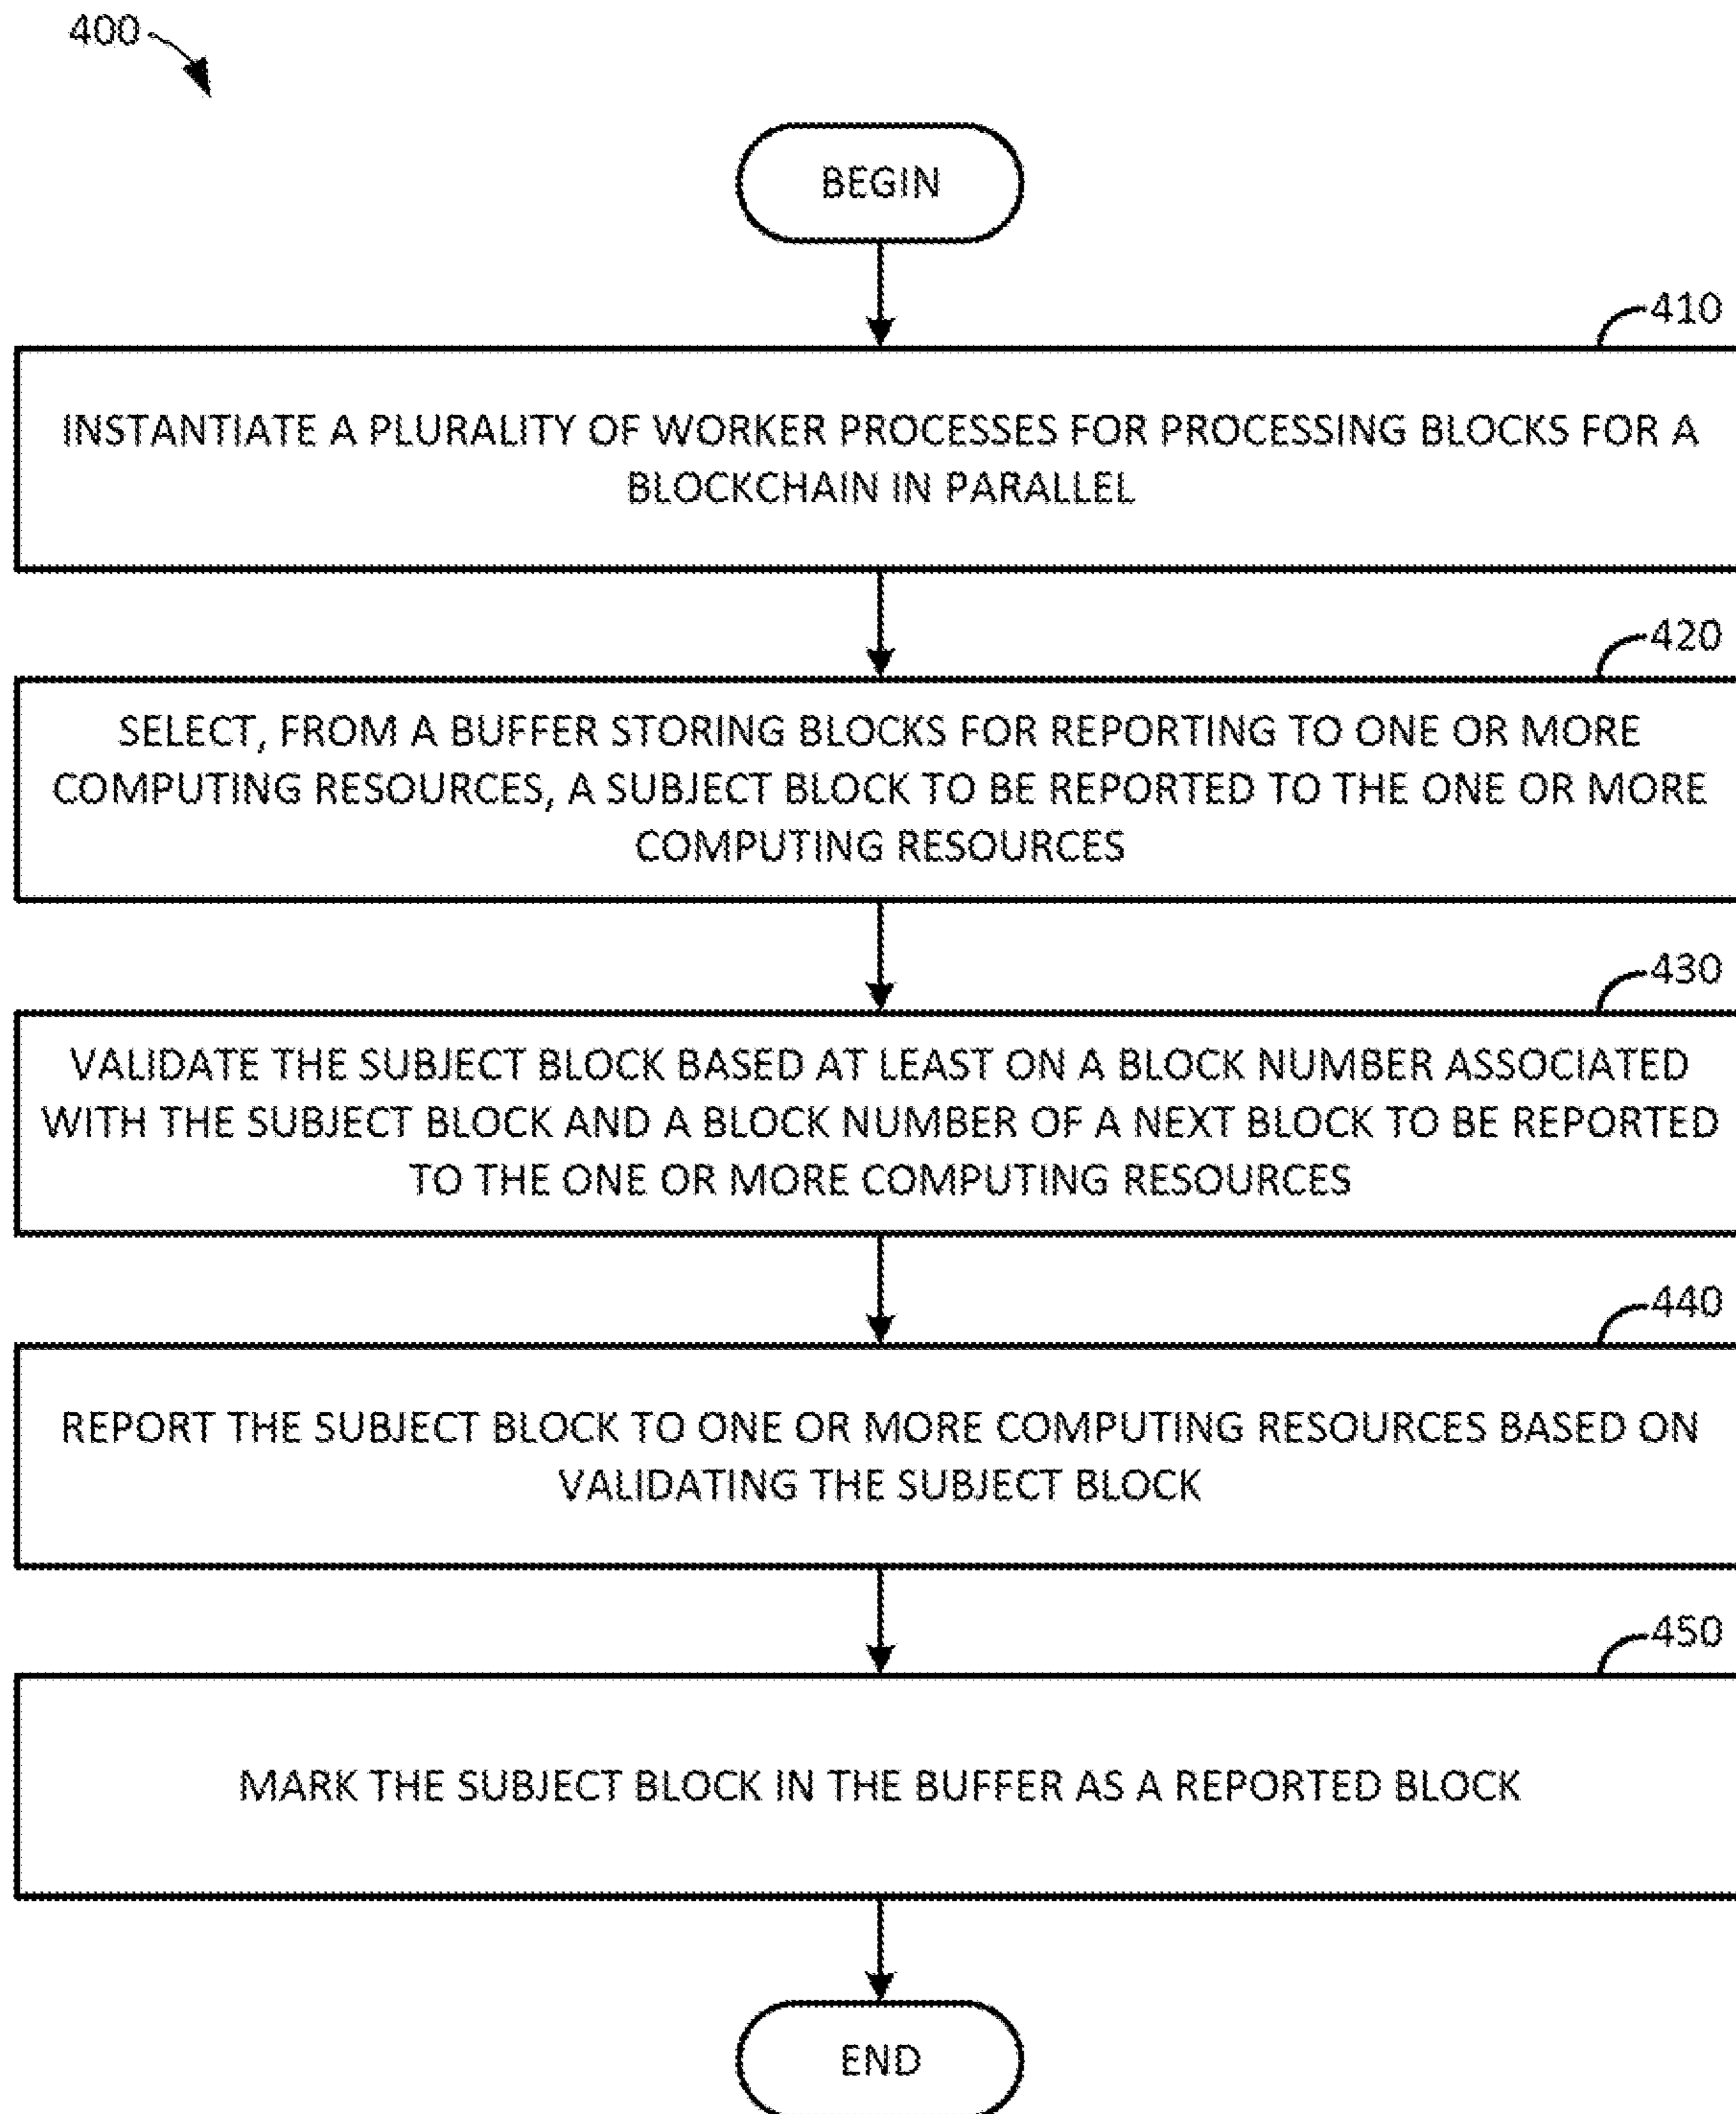 400
BEGIN
410
INSTANTIATE A PLURALITY OF WORKER PROCESSES FOR PROCESSING BLOCKS FOR A
BLOCKCHAIN IN PARALLEL
420
SELECT, FROM A BUFFER STORING BLOCKS FOR REPORTING TO ONE OR MORE
COMPUTING RESOURCES, A SUBJECT BLOCK TO BE REPORTED TO THE ONE OR MORE
COMPUTING RESOURCES
430
VALIDATE THE SUBJECT BLOCK BASED AT LEAST ON A BLOCK NUMBER ASSOCIATED
WITH THE SUBJECT BLOCK AND A BLOCK NUMBER OF A NEXT BLOCK TO BE REPORTED
TO THE ONE OR MORE COMPUTING RESOURCES
440
REPORT THE SUBJECT BLOCK TO ONE OR MORE COMPUTING RESOURCES BASED ON
VALIDATING THE SUBJECT BLOCK
450
MARK THE SUBJECT BLOCK IN THE BUFFER AS A REPORTED BLOCK
END